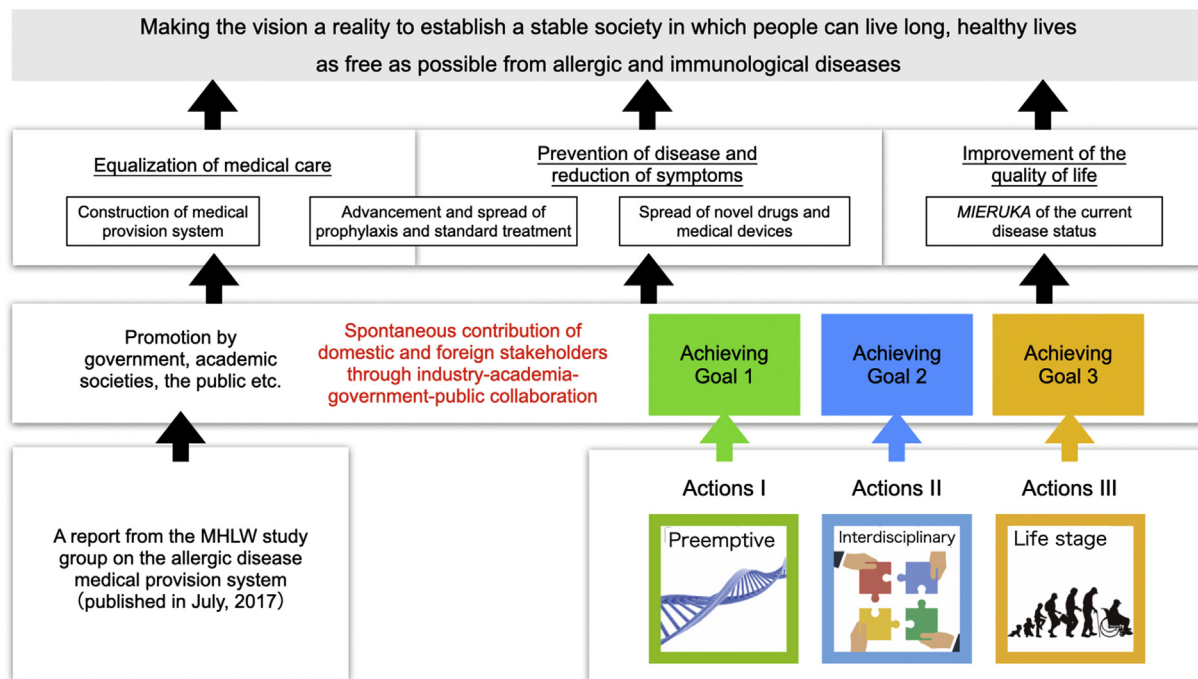 Making the vision a reality to establish a stable society in which people can live long, healthy lives
as free as possible from allergic and immunological diseases
Equalization of medical care
Construction of medical
provision system
Prevention of disease and
reduction of symptoms
Advancement and spread of
prophylaxis and standard treatment
Spread of novel drugs and
medical devices
Improvement of the
quality of life
MIERUKA of the current
disease status
Promotion by
government, academic
societies, the public etc.
Spontaneous contribution of
domestic and foreign stakeholders
through industry-academia-
government-public collaboration
Achieving
Goal 1
Achieving
Goal 2
Achieving
Goal 3
A report from the MHLW study
group on the allergic disease
medical provision system
（published in July, 2017）
Actions I
Preemptive
Actions II
Interdisciplinary
Actions III
Life stage